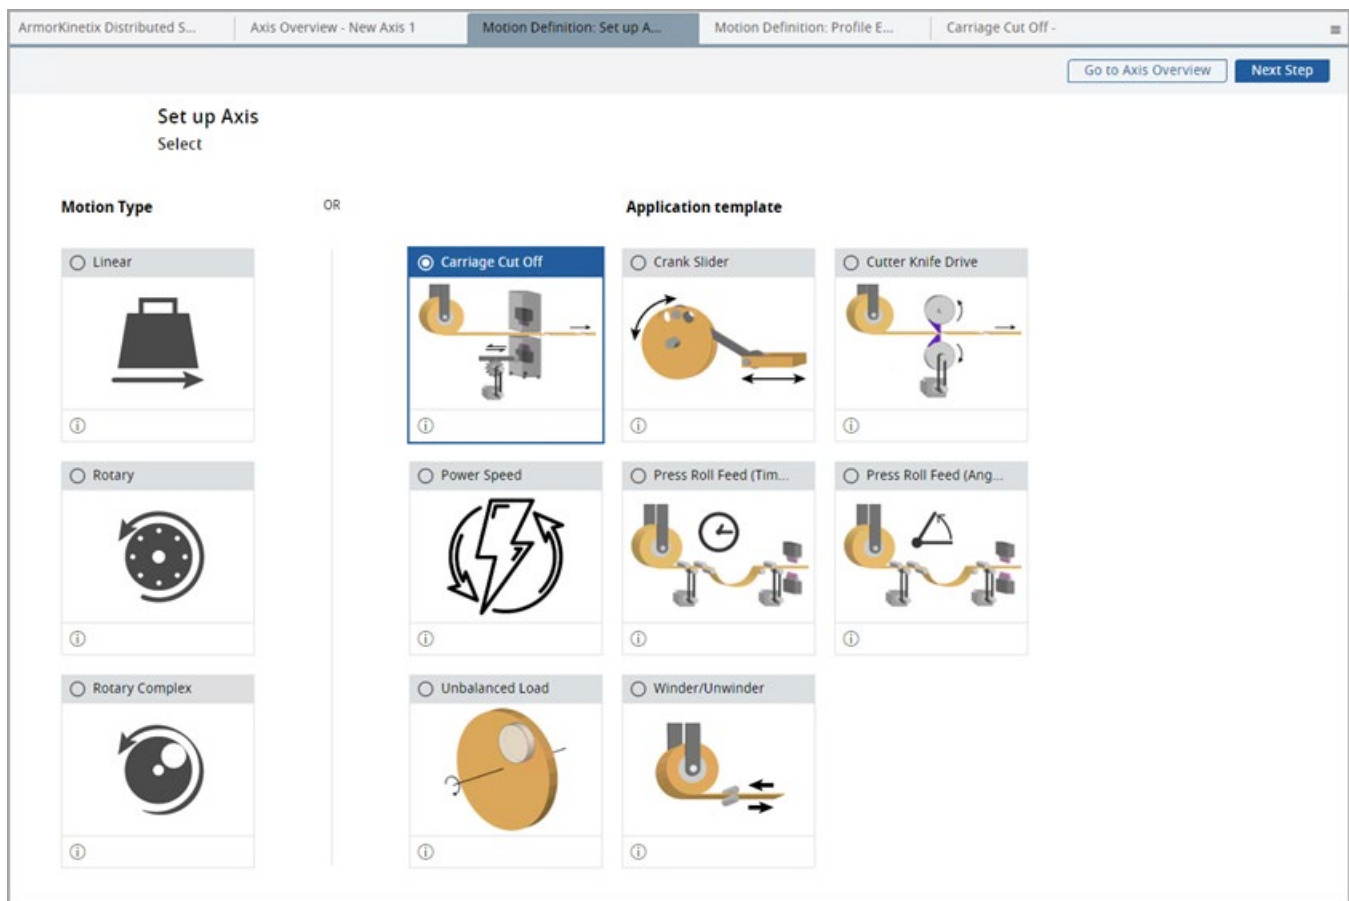 ArmorKinetix Distributed S...
Axis Overview - New Axis 1
Motion Definition: Set up A...
Motion Definition: Profile E...
Carriage Cut Off -
Go to Axis Overview
Next Step
Set up Axis
Select
Motion Type
OR
Application template
Linear
Carriage Cut Off
Crank Slider
Cutter Knife Drive
Rotary
Power Speed
Press Roll Feed (Tim...
Press Roll Feed (Ang...
Rotary Complex
Unbalanced Load
Winder/Unwinder